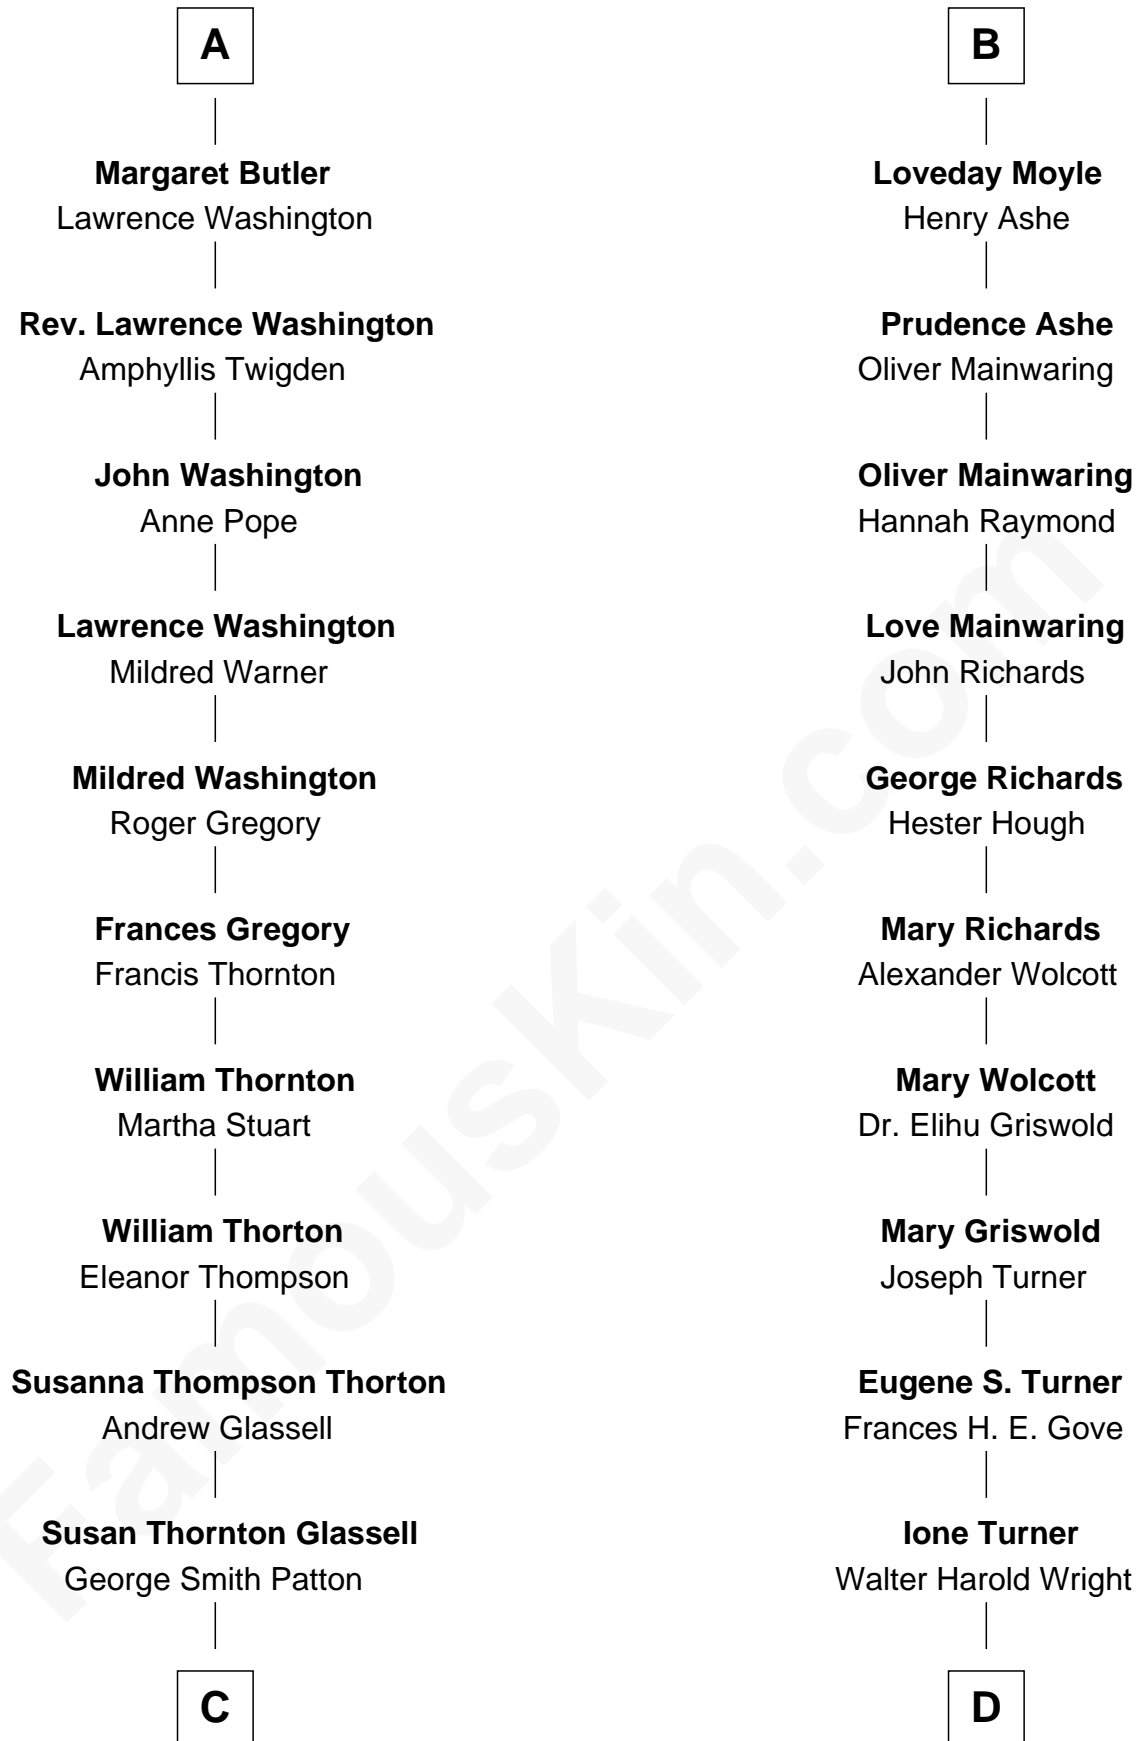 A
Margaret Butler
Lawrence Washington
Rev. Lawrence Washington
Amphyllis Twigden
John Washington
Anne Pope
Lawrence Washington
Mildred Warner
Mildred Washington
Roger Gregory
Frances Gregory
Francis Thornton
William Thornton
Martha Stuart
William Thorton
Eleanor Thompson
Susanna Thompson Thorton
Andrew Glassell
Susan Thornton Glassell
George Smith Patton
C
B
Loveday Moyle
Henry Ashe
Prudence Ashe
Oliver Mainwaring
Oliver Mainwaring
Hannah Raymond
Love Mainwaring
John Richards
George Richards
Hester Hough
Mary Richards
Alexander Wolcott
Mary Wolcott
Dr. Elihu Griswold
Mary Griswold
Joseph Turner
Eugene S. Turner
Frances H. E. Gove
Ione Turner
Walter Harold Wright
D
FamousKin.com